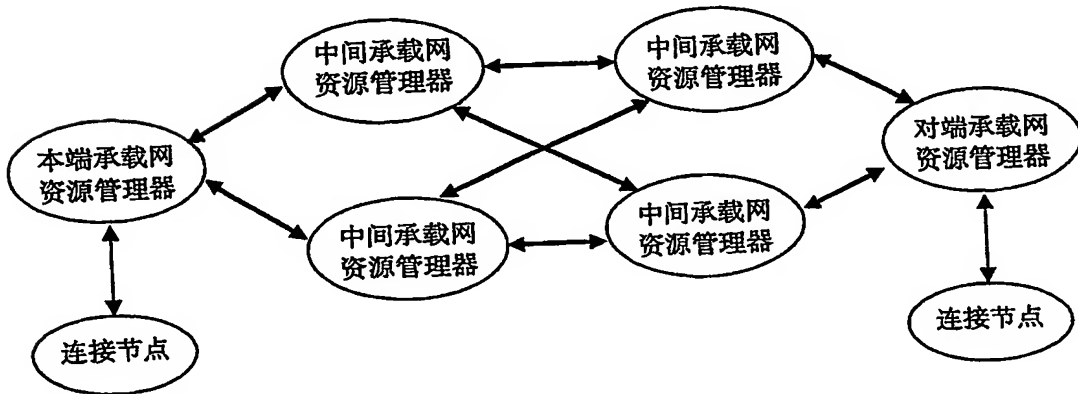 中间承载网
资源管理器
中间承载网
资源管理器
本端承载网
资源管理器
对端承载网
资源管理器
中间承载网
资源管理器
中间承载网
资源管理器
连接节点
连接节点